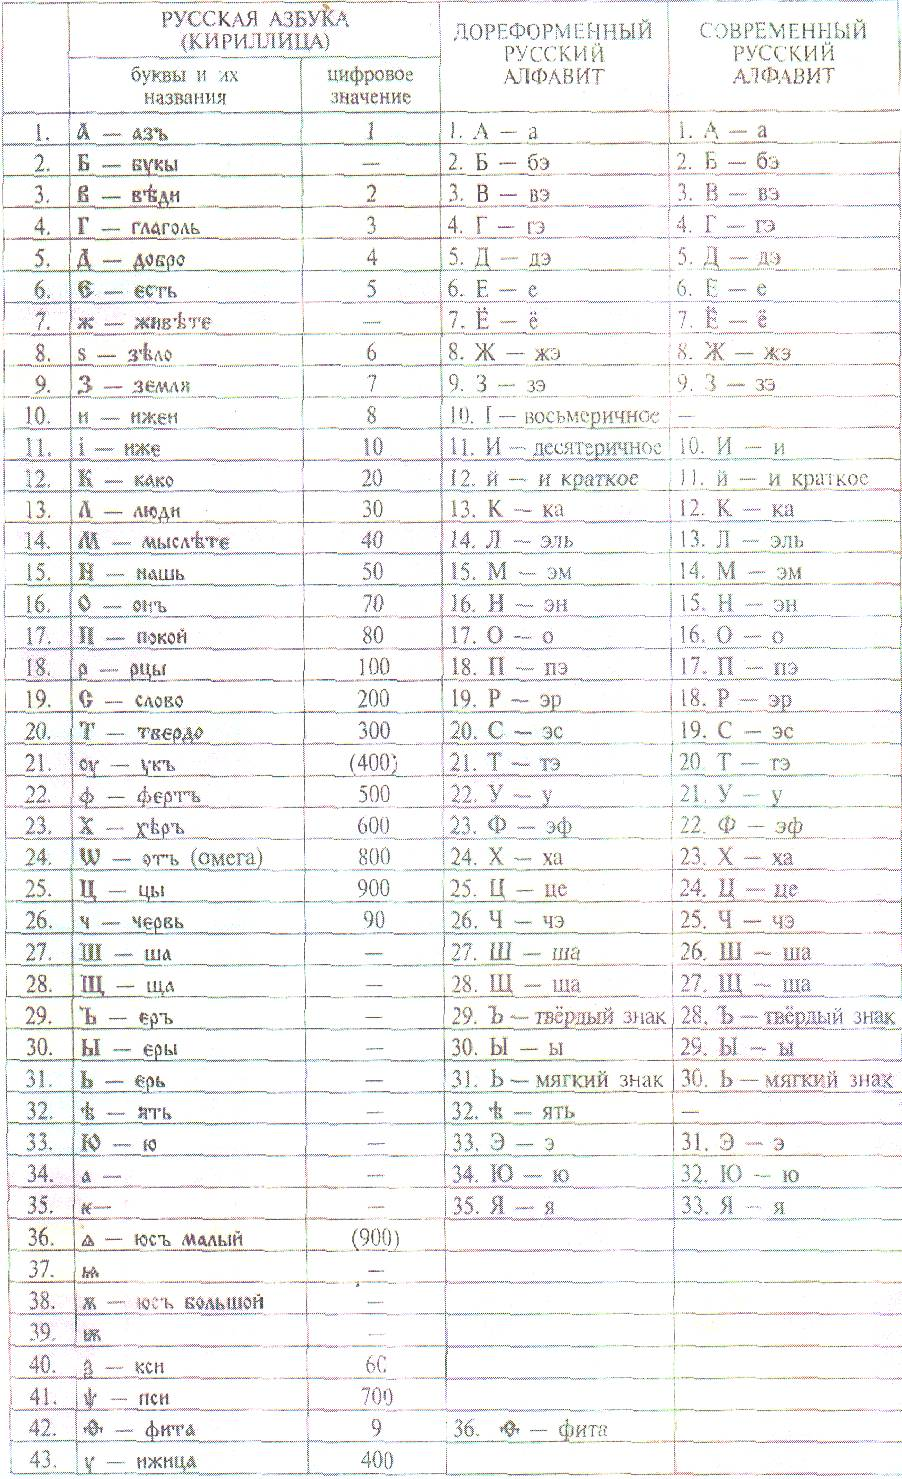 РУССКАЯ АЗБУКА (КИРИЛЛИЦА) ДОРЕФОРМЕННЫЙ РУССКИЙ АЛФАВИТ СОВРЕМЕННЫЙ РУССКИЙ АЛФАВИТ
буквы и их названия цифровое значение
1. А — азъ 1 1. А — а 1. А — а
2. Б — бѹкы — 2. Б — бэ 2. Б — бэ
3. В — вѣди 2 3. В — вэ 3. В — вэ
4. Г — глаголь 3 4. Г — гэ 4. Г — гэ
5. Д — добро 4 5. Д — дэ 5. Д — дэ
6. Є — єсть 5 6. Е — е 6. Е — е
7. ж — живѣте — 7. Ё — ё 7. Ё — ё
8. ѕ — зѣло 6 8. Ж — жэ 8. Ж — жэ
9. З — земля 7 9. З — зэ 9. З — зэ
10. и — ижеи 8 10. І — восьмеричное —
11. і — иже 10 11. И — десятеричное 10. И — и
12. К — како 20 12. й — и краткое 11. й — и краткое
13. Л — люди 30 13. К — ка 12. К — ка
14. М — мыслѣте 40 14. Л — эль 13. Л — эль
15. Н — нашь 50 15. М — эм 14. М — эм
16. О — онъ 70 16. Н — эн 15. Н — эн
17. П — покой 80 17. О — о 16. О — о
18. р — рцы 100 18. П — пэ 17. П — пэ
19. С — слово 200 19. Р — эр 18. Р — эр
20. Т — твердо 300 20. С — эс 19. С — эс
21. оу — укъ (400) 21. Т — тэ 20. Т — тэ
22. ф — фертъ 500 22. У — у 21. У — у
23. Х — хѣръ 600 23. Ф — эф 22. Ф — эф
24. Ѡ — отъ (омега) 800 24. Х — ха 23. Х — ха
25. Ц — цы 900 25. Ц — це 24. Ц — це
26. ч — червь 90 26. Ч — чэ 25. Ч — чэ
27. Ш — ша — 27. Ш — ша 26. Ш — ша
28. Щ — ща — 28. Щ — ща 27. Щ — ща
29. Ъ — еръ — 29. Ъ — твёрдый знак 28. Ъ — твёрдый знак
30. Ы — еры — 30. Ы — ы 29. Ы — ы
31. Ь — ерь — 31. Ь — мягкий знак 30. Ь — мягкий знак
32. ѣ — ять — 32. ѣ — ять —
33. Ю — ю — 33. Э — э 31. Э — э
34. а — — 34. Ю — ю 32. Ю — ю
35. ѥ — — 35. Я — я 33. Я — я
36. ѧ — юсъ малый (900)
37. ѩ —
38. ѫ — юсъ большой —
39. ѭ —
40. ѯ — кси 60
41. ѱ — пси 700
42. Ѳ — фита 9 36. Ѳ — фита
43. ѵ — ижица 400